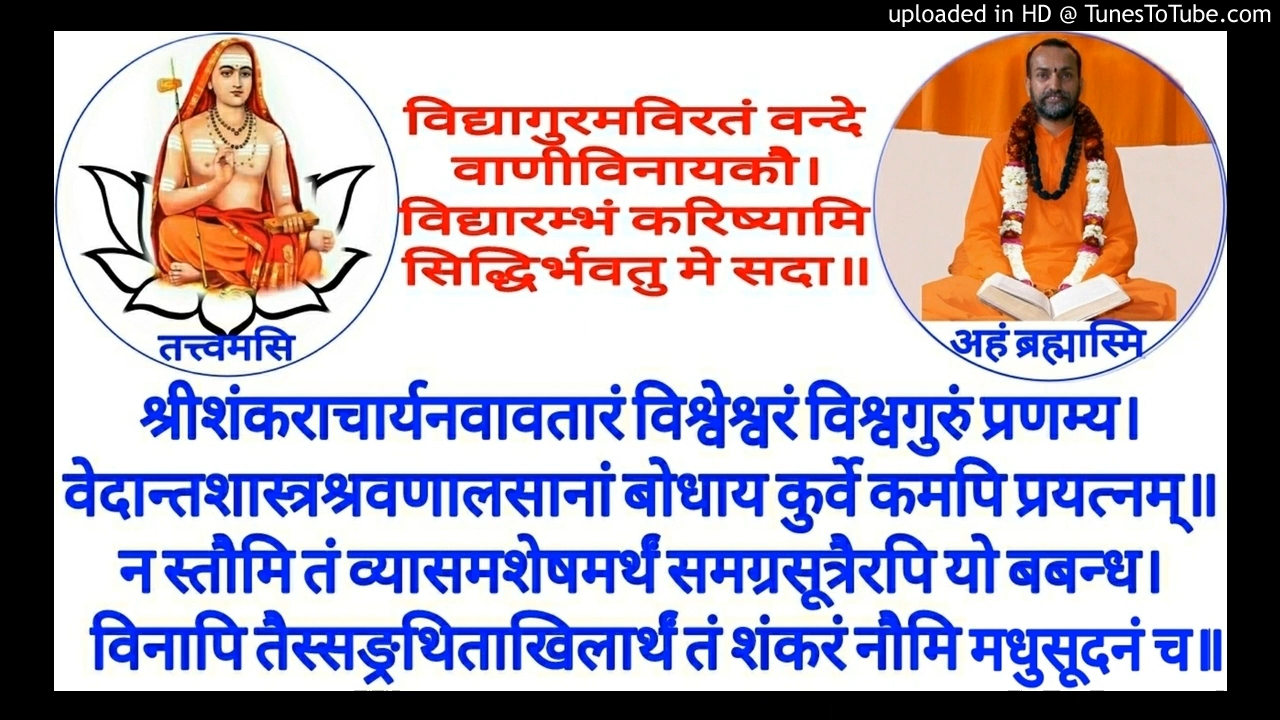 uploaded in HD @ TunesToTube.com
विद्यागुरमविरतं वन्दे
वाणीविनायकौ।
विद्यारम्भं करिष्यामि
सिद्धिर्भवतु मे सदा॥
तत्त्वमसि
अहं ब्रह्मास्मि
श्रीशंकराचार्यनवावतारं विश्वेश्वरं विश्वगुरुं प्रणम्य।
वेदान्तशास्त्रश्रवणालसानां बोधाय कुर्वे कमपि प्रयत्नम्॥
न स्तौमि तं व्यासमशेषमर्थं समग्रसूत्रैरपि यो बबन्ध।
विनापि तैस्सङ्ग्रथिताखिलार्थं तं शंकरं नौमि मधुसूदनं च॥